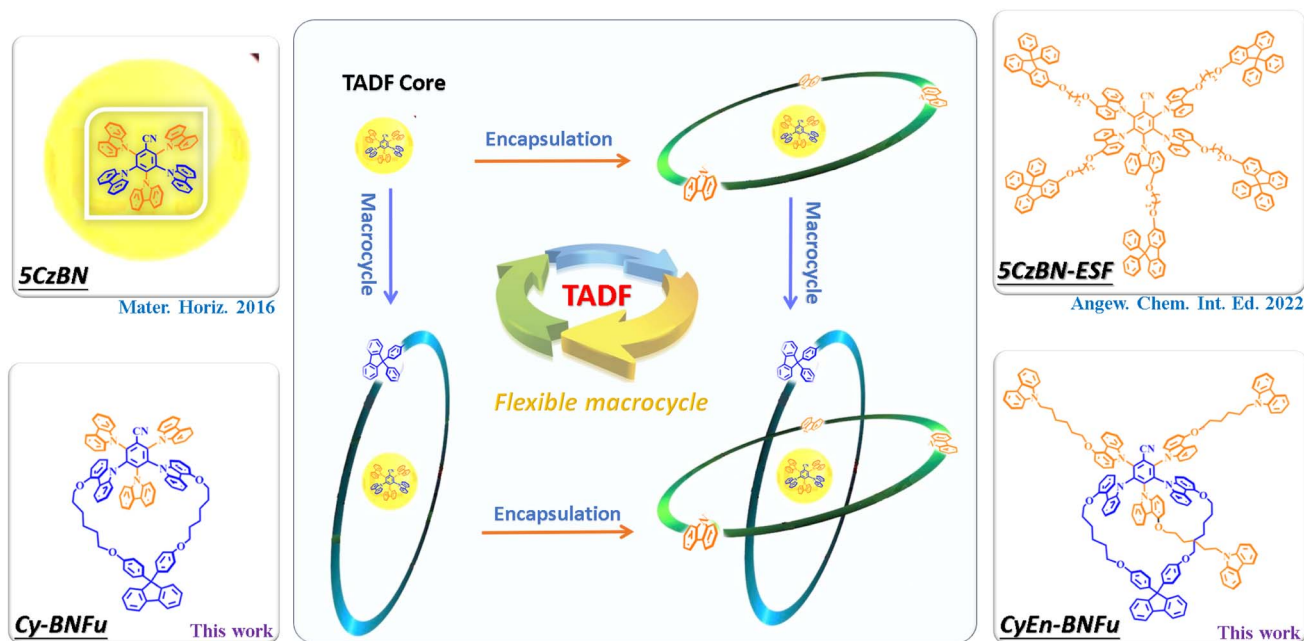 CN
N
N
N
N
N
5CzBN
Mater. Horiz. 2016
TADF Core
Encapsulation
Macrocycle
Macrocycle
TADF
Flexible macrocycle
Encapsulation
CN
5CzBN-ESF
Angew. Chem. Int. Ed. 2022
CN
N
N
N
N
N
O
O
O
O
Cy-BNFu
This work
CN
N
N
N
N
N
N
N
N
O
O
O
O
O
O
O
CyEn-BNFu
This work